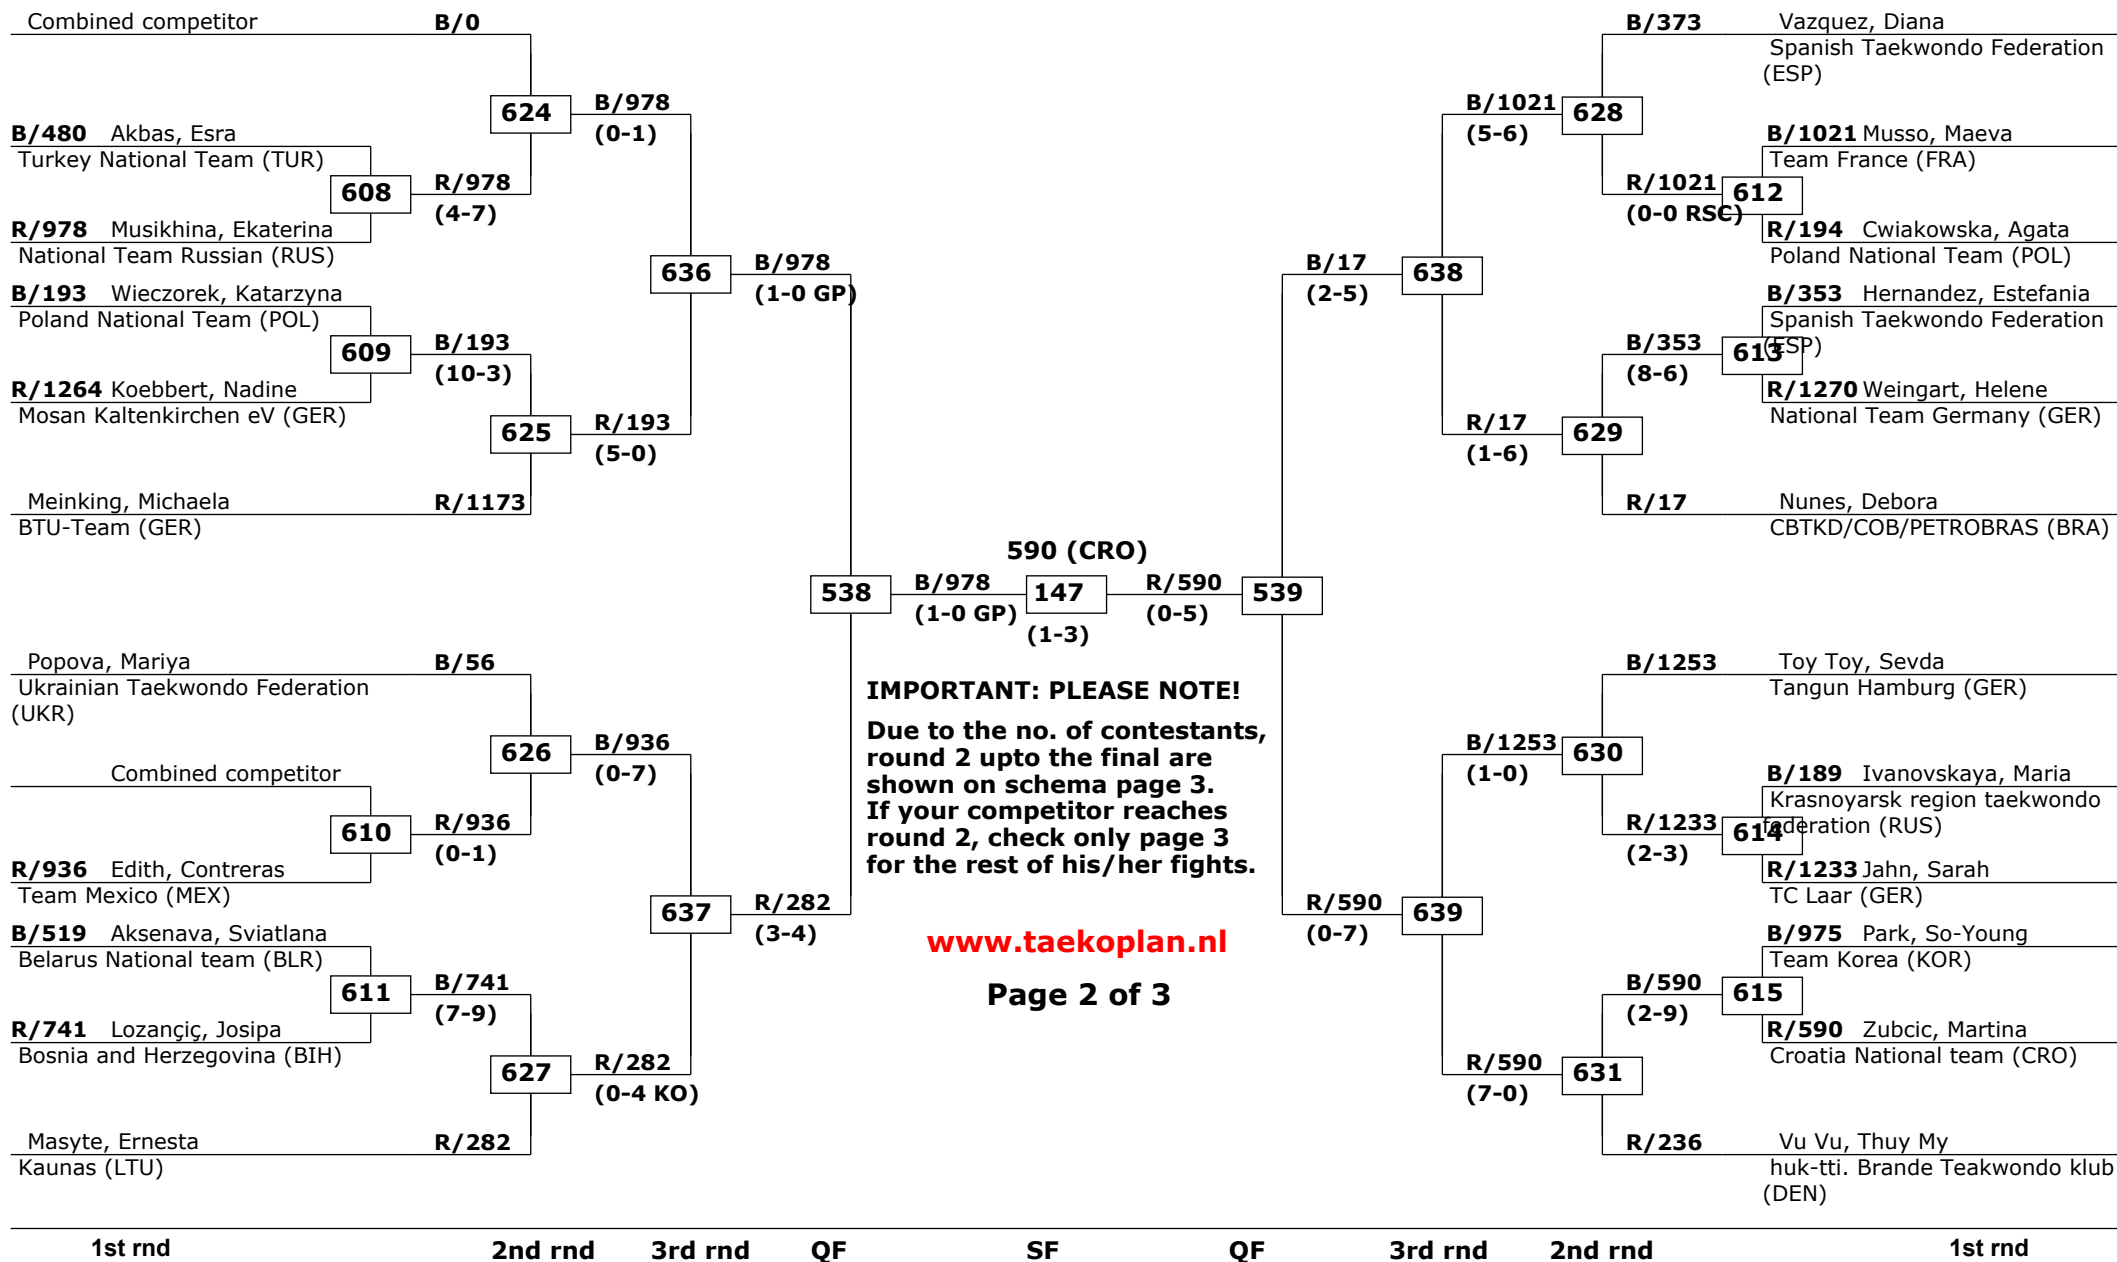 Combined competitor
B/0
B/480 Akbas, Esra
Turkey National Team (TUR)
608
R/978
(4-7)
R/978 Musikhina, Ekaterina
National Team Russian (RUS)
624
B/978
(0-1)
B/193 Wieczorek, Katarzyna
Poland National Team (POL)
609
B/193
(10-3)
R/1264 Koebbert, Nadine
Mosan Kaltenkirchen eV (GER)
625
R/193
(5-0)
Meinking, Michaela
R/1173
BTU-Team (GER)
636
B/978
(1-0 GP)
Popova, Mariya
B/56
Ukrainian Taekwondo Federation
(UKR)
626
B/936
(0-7)
Combined competitor
610
R/936
(0-1)
R/936 Edith, Contreras
Team Mexico (MEX)
637
R/282
(3-4)
B/519 Aksenava, Sviatlana
Belarus National team (BLR)
611
B/741
(7-9)
R/741 Lozançiç, Josipa
Bosnia and Herzegovina (BIH)
627
R/282
(0-4 KO)
Masyte, Ernesta
R/282
Kaunas (LTU)
538
B/978
(1-0 GP)
590 (CRO)
147
(1-3)
R/590
(0-5)
539
IMPORTANT: PLEASE NOTE!
Due to the no. of contestants,
round 2 upto the final are
shown on schema page 3.
If your competitor reaches
round 2, check only page 3
for the rest of his/her fights.
www.taekoplan.nl
Page 2 of 3
B/373
Vazquez, Diana
Spanish Taekwondo Federation
(ESP)
B/1021
(5-6)
628
B/1021 Musso, Maeva
Team France (FRA)
R/1021
(0-0 RSC)
612
R/194 Cwiakowska, Agata
Poland National Team (POL)
B/17
(2-5)
638
B/353 Hernandez, Estefania
Spanish Taekwondo Federation
(ESP)
B/353
(8-6)
613
R/1270 Weingart, Helene
National Team Germany (GER)
R/17
(1-6)
629
R/17
Nunes, Debora
CBTKD/COB/PETROBRAS (BRA)
B/1253
Toy Toy, Sevda
Tangun Hamburg (GER)
B/1253
(1-0)
630
B/189 Ivanovskaya, Maria
Krasnoyarsk region taekwondo
federation (RUS)
R/1233
(2-3)
614
R/1233 Jahn, Sarah
TC Laar (GER)
R/590
(0-7)
639
B/975 Park, So-Young
Team Korea (KOR)
B/590
(2-9)
615
R/590 Zubcic, Martina
Croatia National team (CRO)
R/590
(7-0)
631
R/236
Vu Vu, Thuy My
huk-tti. Brande Teakwondo klub
(DEN)
1st rnd 2nd rnd 3rd rnd QF SF QF 3rd rnd 2nd rnd 1st rnd